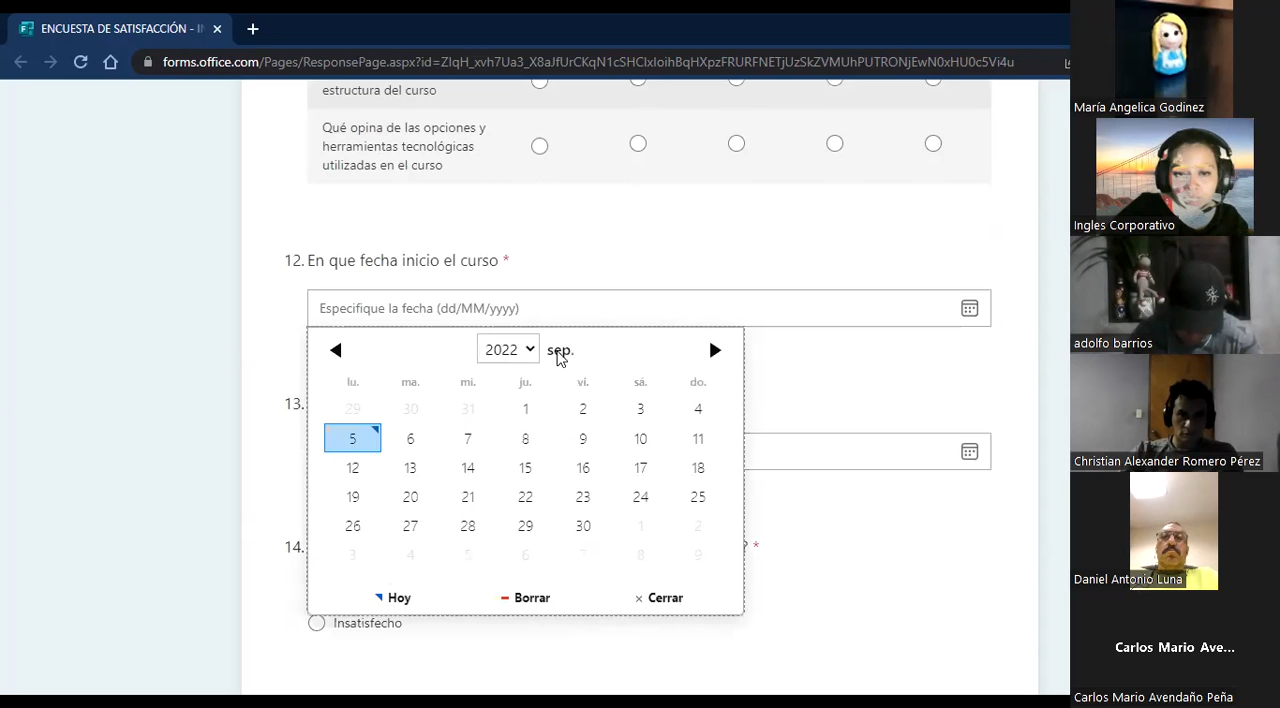 ENCUESTA DE SATISFACCIÓN - I
forms.office.com/Pages/ResponsePage.aspx?id=ZIqH_xvh7Ua3_X8aJfUrCKqN1cSHCIxIoihBqHXpzFRURFNETjUzSkZVMUhPUTRONjEwN0xHU0c5Vi4u
estructura del curso
Qué opina de las opciones y
herramientas tecnológicas
utilizadas en el curso
12. En que fecha inicio el curso *
Especifique la fecha (dd/MM/yyyy)
2022 sep.
lu. ma. mi. ju. vi. sá. do.
29 30 31 1 2 3 4
5 6 7 8 9 10 11
12 13 14 15 16 17 18
19 20 21 22 23 24 25
26 27 28 29 30 1 2
3 4 5 6 7 8 9
Hoy Borrar Cerrar
13.
14. ? *
Insatisfecho
María Angelica Godinez
Ingles Corporativo
adolfo barrios
Christian Alexander Romero Pérez
Daniel Antonio Luna
Carlos Mario Ave...
Carlos Mario Avendaño Peña